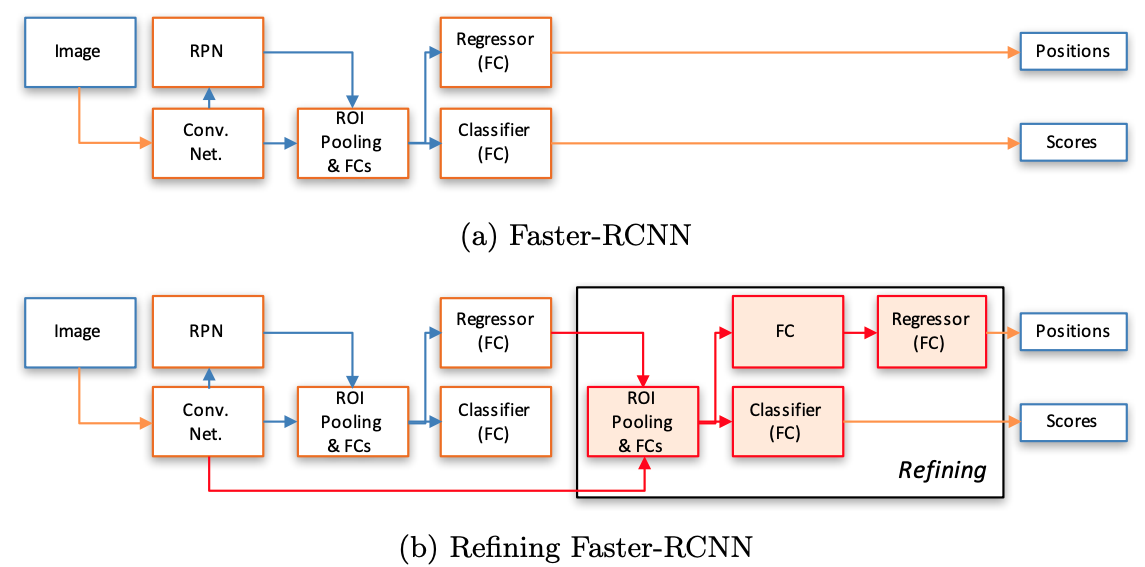 Image
RPN
Regressor
(FC)
Positions
Conv.
Net.
ROI
Pooling
& FCs
Classifier
(FC)
Scores
(a) Faster-RCNN
Image
RPN
Regressor
(FC)
FC
Regressor
(FC)
Positions
Conv.
Net.
ROI
Pooling
& FCs
Classifier
(FC)
ROI
Pooling
& FCs
Classifier
(FC)
Scores
Refining
(b) Refining Faster-RCNN